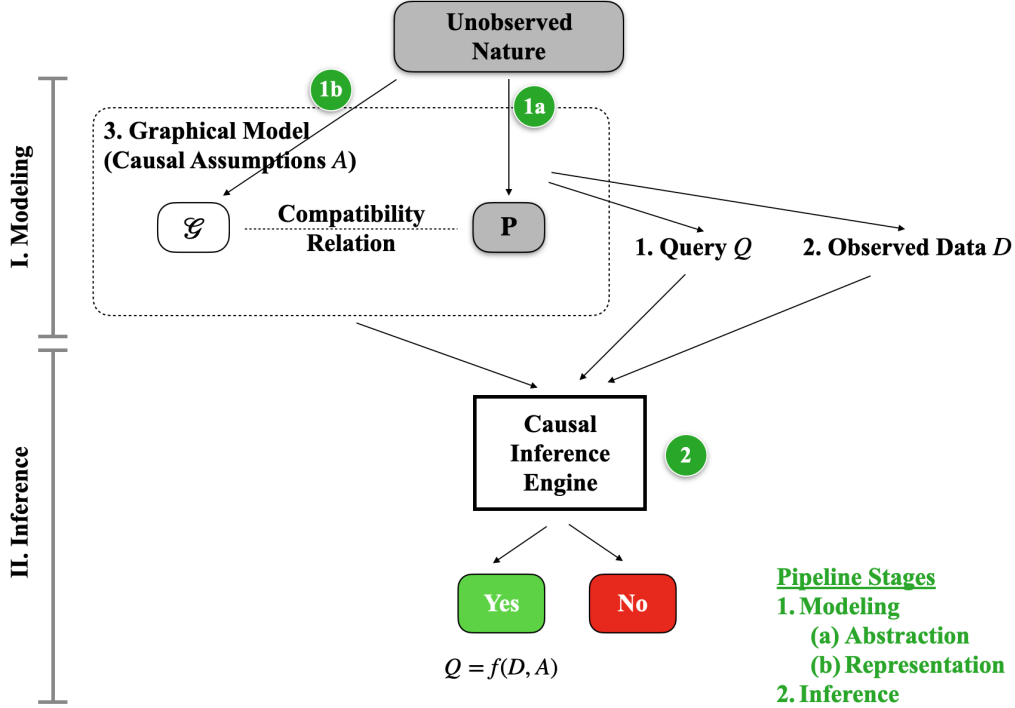 Unobserved
Nature
1b
1a
3. Graphical Model
(Causal Assumptions A)
𝒢
Compatibility
Relation
P
1. Query Q
2. Observed Data D
I. Modeling
Causal
Inference
Engine
2
II. Inference
Yes
No
Q = f(D, A)
Pipeline Stages
1. Modeling
(a) Abstraction
(b) Representation
2. Inference